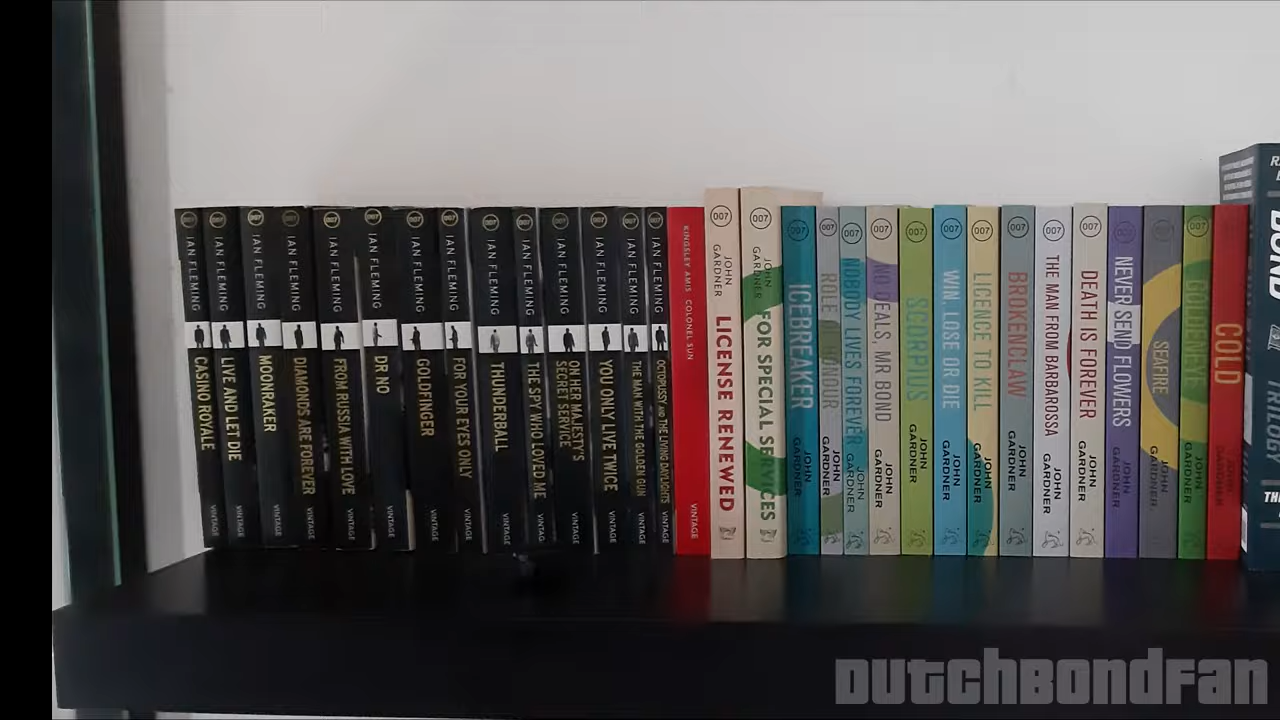 007 IAN FLEMING CASINO ROYALE VINTAGE
007 IAN FLEMING LIVE AND LET DIE VINTAGE
007 IAN FLEMING MOONRAKER VINTAGE
007 IAN FLEMING DIAMONDS ARE FOREVER VINTAGE
007 IAN FLEMING FROM RUSSIA WITH LOVE VINTAGE
007 IAN FLEMING DR NO VINTAGE
007 IAN FLEMING GOLDFINGER VINTAGE
007 IAN FLEMING FOR YOUR EYES ONLY VINTAGE
007 IAN FLEMING THUNDERBALL VINTAGE
007 IAN FLEMING THE SPY WHO LOVED ME VINTAGE
007 IAN FLEMING ON HER MAJESTY'S
SECRET SERVICE VINTAGE
007 IAN FLEMING YOU ONLY LIVE TWICE VINTAGE
007 IAN FLEMING THE MAN WITH THE GOLDEN GUN VINTAGE
007 IAN FLEMING OCTOPUSSY AND THE LIVING DAYLIGHTS VINTAGE
KINGSLEY AMIS COLONEL SUN VINTAGE
007 JOHN
GARDNER LICENSE RENEWED
007 JOHN
GARDNER FOR SPECIAL SERVICES
007 ICEBREAKER JOHN
GARDNER
007 ROLE HONOUR JOHN
GARDNER
007 NOBODY LIVES FOREVER JOHN
GARDNER
007 NO DEALS, MR BOND JOHN
GARDNER
007 SCORPIUS JOHN
GARDNER
007 WIN, LOSE OR DIE JOHN
GARDNER
007 LICENCE TO KILL JOHN
GARDNER
007 BROKENCLAW JOHN
GARDNER
007 THE MAN FROM BARBAROSSA JOHN
GARDNER
007 DEATH IS FOREVER JOHN
GARDNER
007 NEVER SEND FLOWERS JOHN
GARDNER
007 SEAFIRE JOHN
GARDNER
007 GOLDENEYE JOHN
GARDNER
COLD JOHN
GARDNER
BOND
TRILOGY
DUTCHBONDFAN